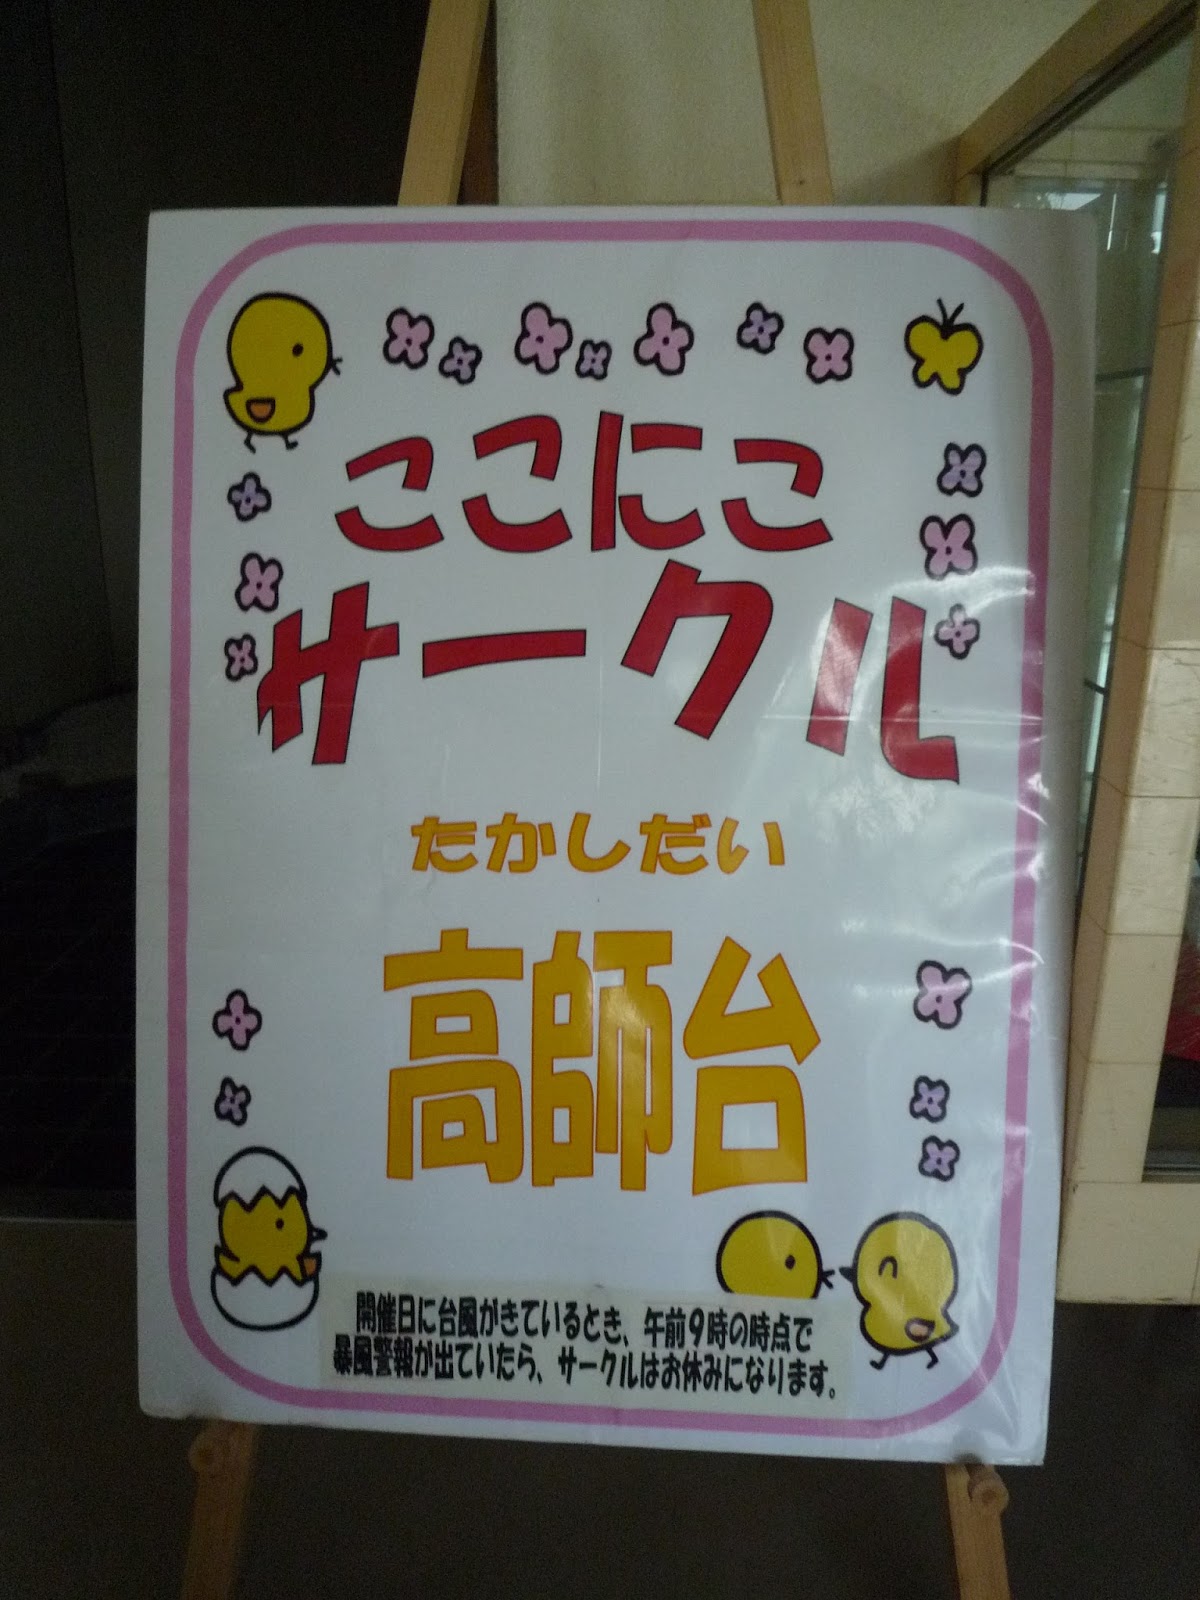 ここにこ
サークル
たかしだい
高師台
開催日に台風がきているとき、午前9時の時点で
暴風警報が出ていたら、サークルはお休みになります。